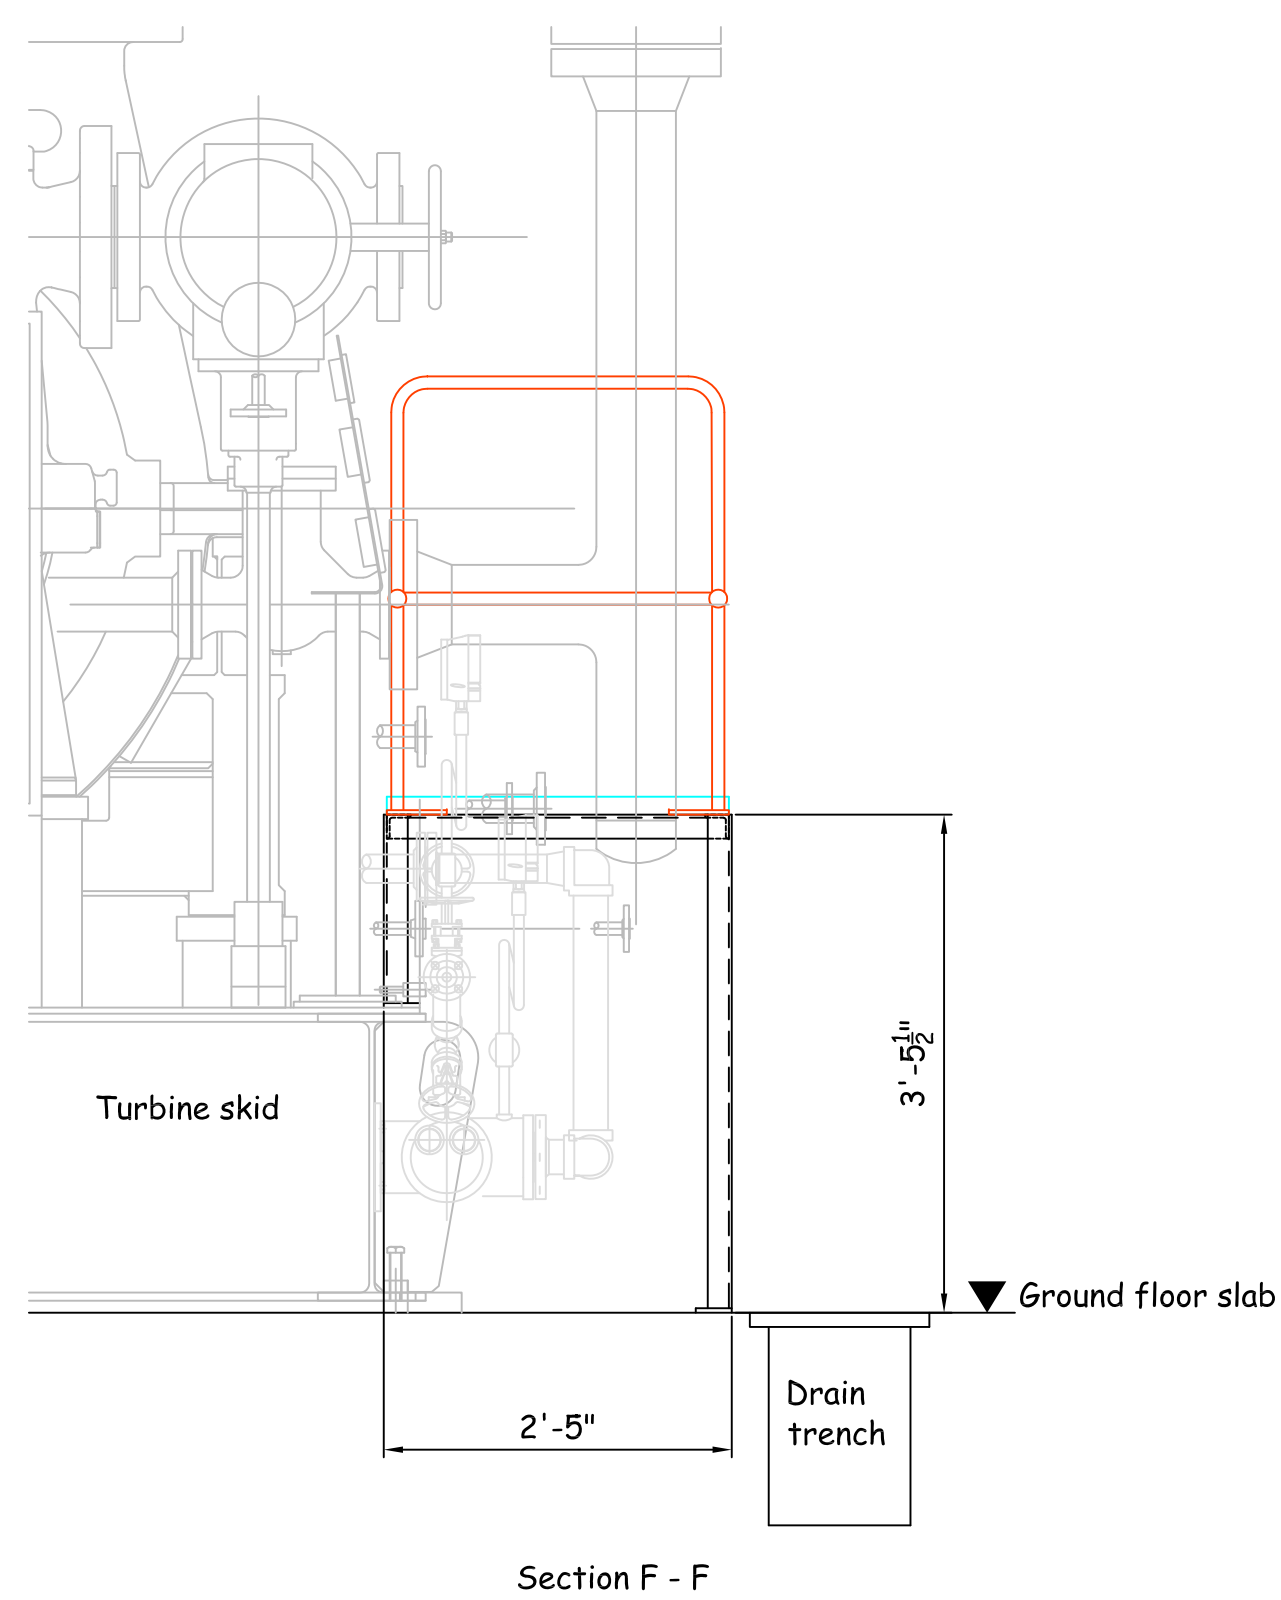 3'-5½"
Turbine skid
Ground floor slab
Drain
trench
2'-5"
Section F - F